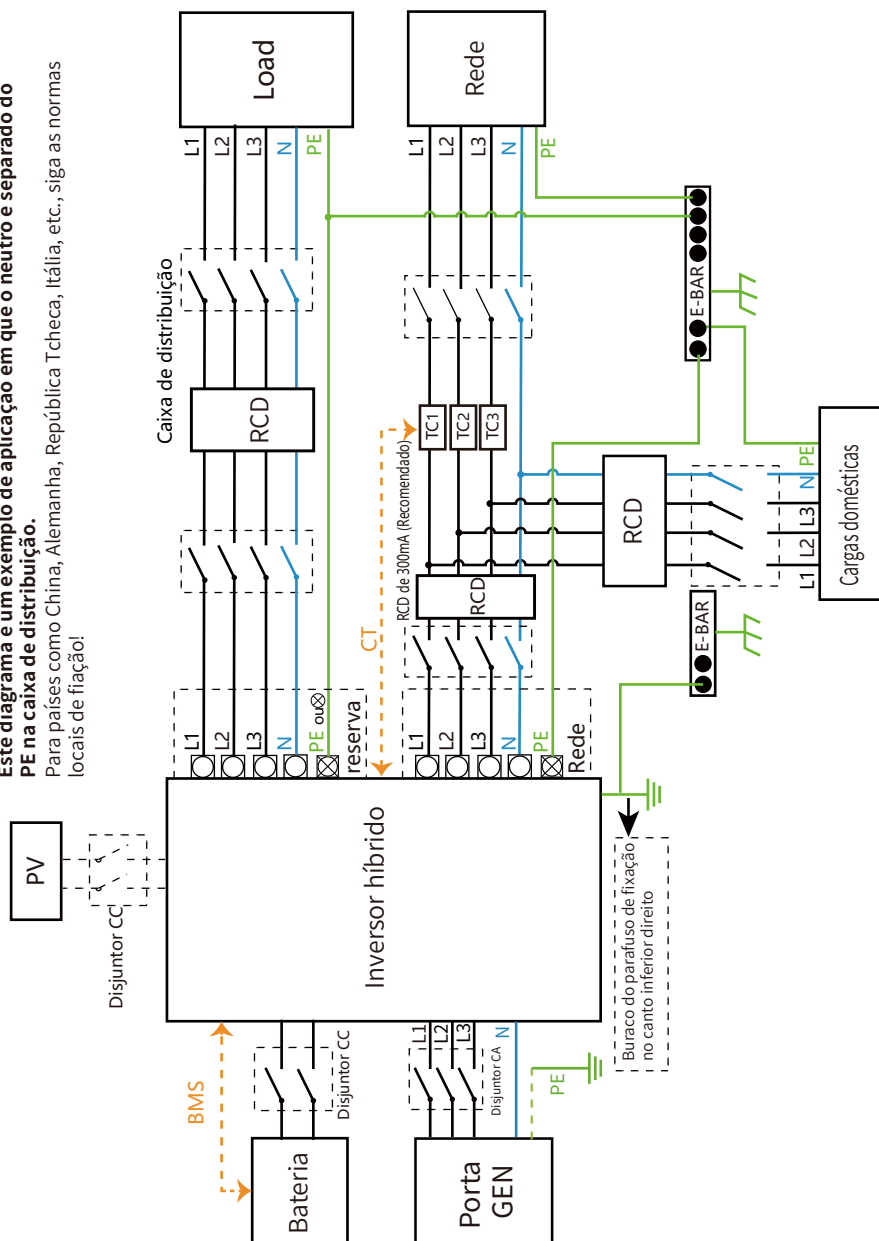 Este diagrama e um exemplo de aplicaçao em que o neutro e separado do
PE na caixa de distribuição.
Para países como China, Alemanha, República Tcheca, Itália, etc., siga as normas
locais de fiação!
PV
Disjuntor CC
Bateria
BMS
Disjuntor CC
Porta
GEN
L1
L2
L3
N
Disjuntor CA
PE
Inversor híbrido
Buraco do parafuso de fixação
no canto inferior direito
L1
L2
L3
N
PE
ou
reserva
RCD
Caixa de distribuição
L1
L2
L3
N
PE
Load
CT
L1
L2
L3
N
PE
Rede
RCD de 300mA (Recomendado)
RCD
TC1
TC2
TC3
L1
L2
L3
N
PE
Rede
E-BAR
E-BAR
RCD
L1
L2
L3
N
PE
Cargas domésticas